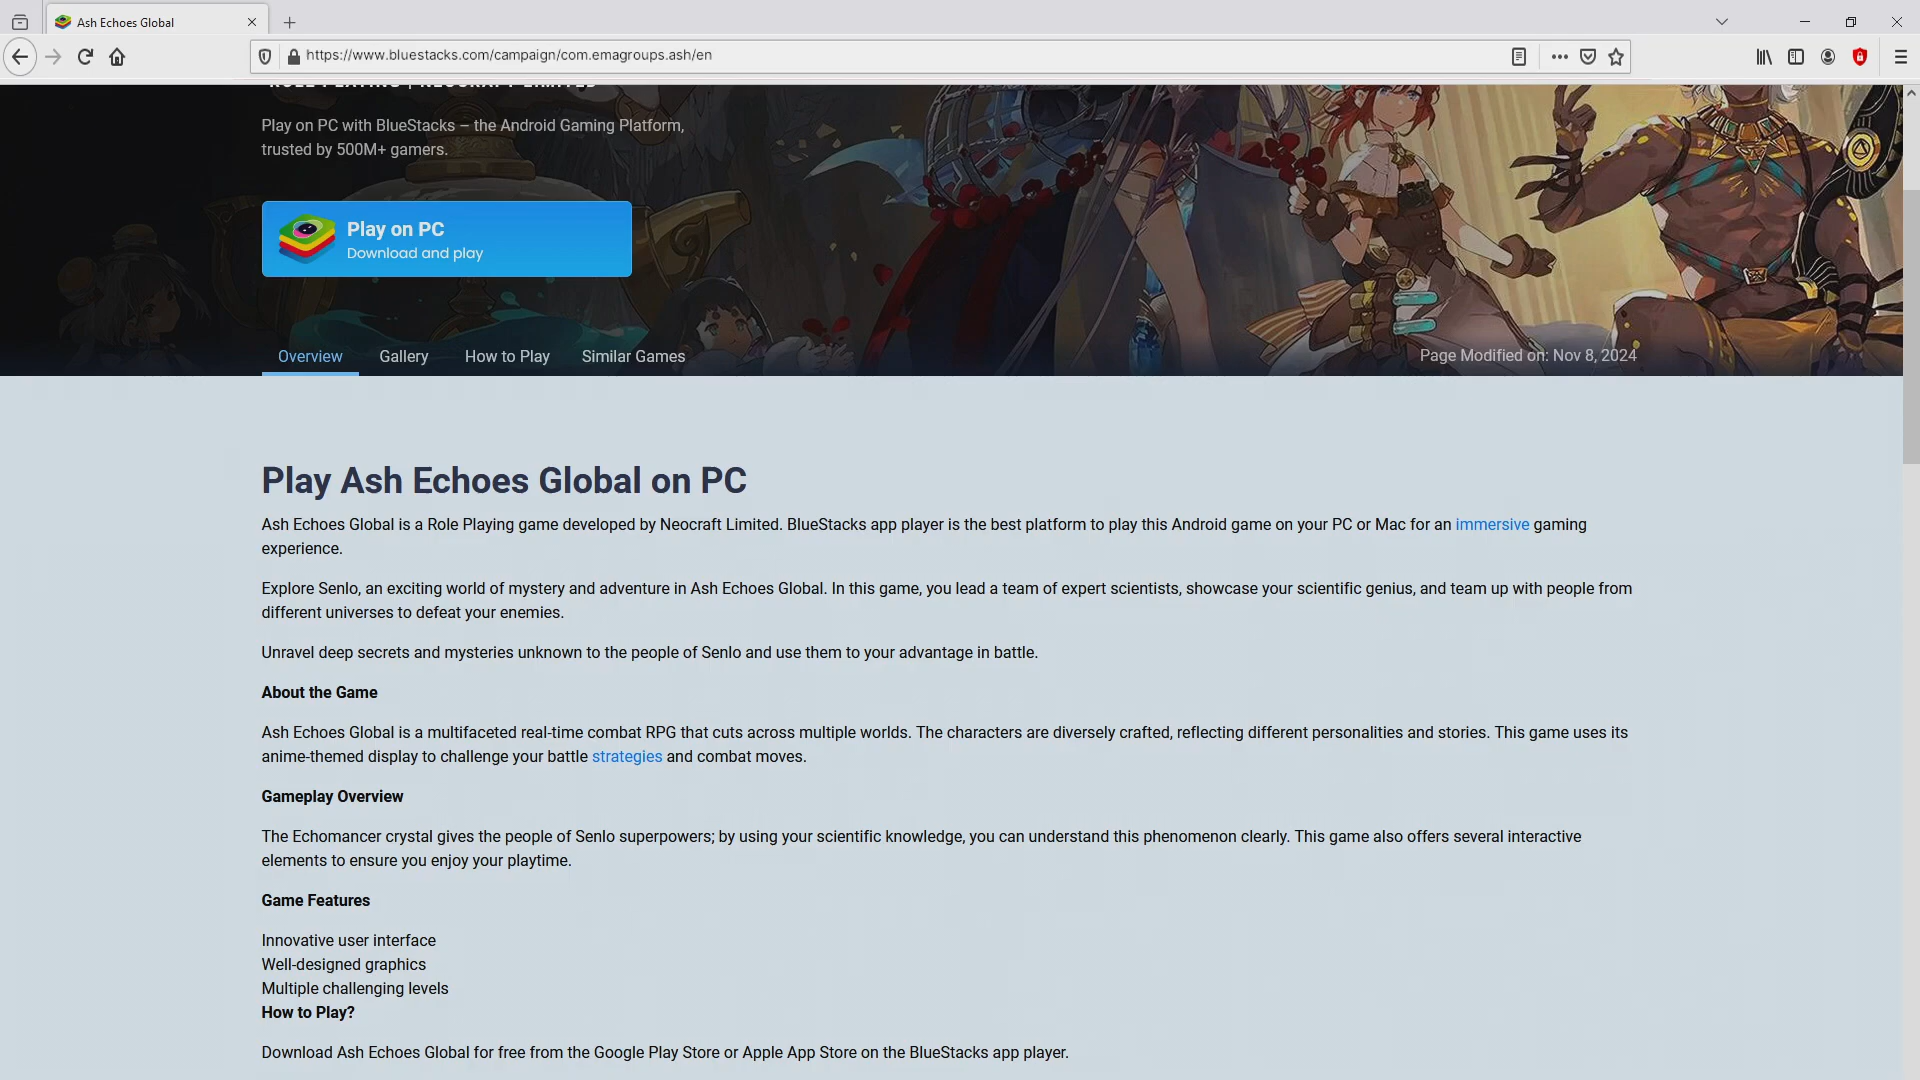 Ash Echoes Global
https://www.bluestacks.com/campaign/com.emagroups.ash/en
ROLE PLAYING | NEOCRAFT LIMITED
Play on PC with BlueStacks – the Android Gaming Platform,
trusted by 500M+ gamers.
Play on PC
Download and play
Overview Gallery How to Play Similar Games Page Modified on: Nov 8, 2024
Play Ash Echoes Global on PC
Ash Echoes Global is a Role Playing game developed by Neocraft Limited. BlueStacks app player is the best platform to play this Android game on your PC or Mac for an immersive gaming
experience.
Explore Senlo, an exciting world of mystery and adventure in Ash Echoes Global. In this game, you lead a team of expert scientists, showcase your scientific genius, and team up with people from
different universes to defeat your enemies.
Unravel deep secrets and mysteries unknown to the people of Senlo and use them to your advantage in battle.
About the Game
Ash Echoes Global is a multifaceted real-time combat RPG that cuts across multiple worlds. The characters are diversely crafted, reflecting different personalities and stories. This game uses its
anime-themed display to challenge your battle strategies and combat moves.
Gameplay Overview
The Echomancer crystal gives the people of Senlo superpowers; by using your scientific knowledge, you can understand this phenomenon clearly. This game also offers several interactive
elements to ensure you enjoy your playtime.
Game Features
Innovative user interface
Well-designed graphics
Multiple challenging levels
How to Play?
Download Ash Echoes Global for free from the Google Play Store or Apple App Store on the BlueStacks app player.